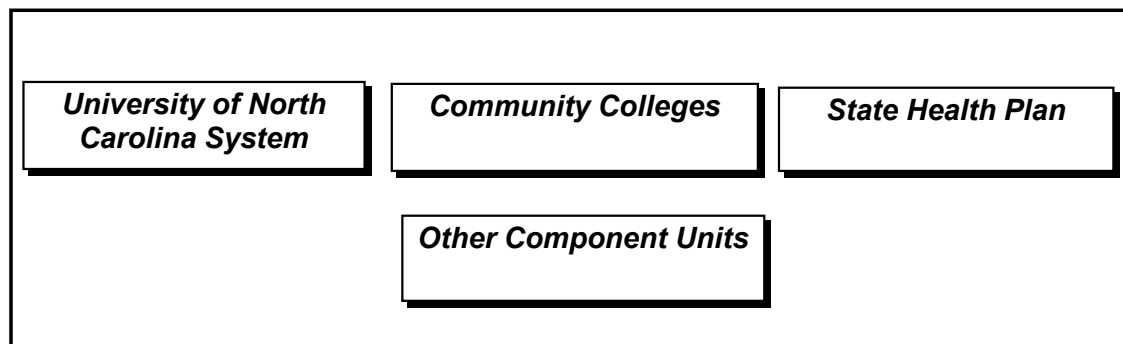 University of North
Carolina System
Community Colleges
State Health Plan
Other Component Units